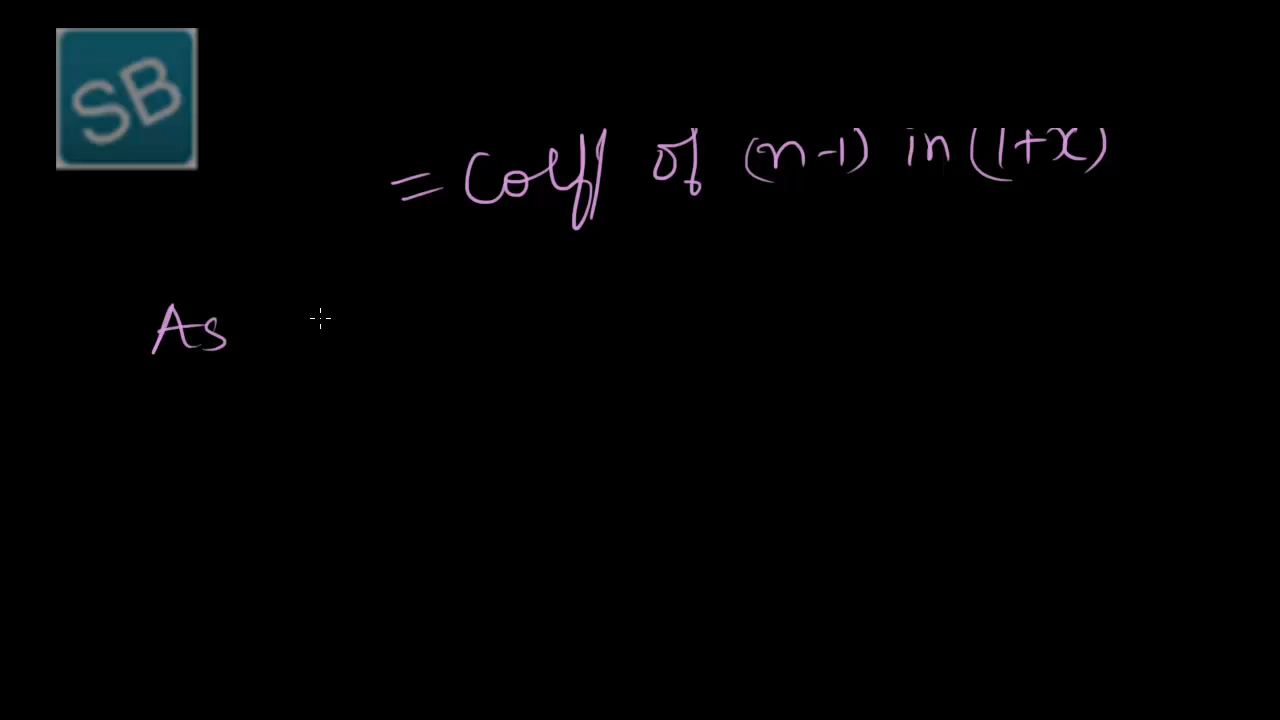 SB
= Coeff of (n-1) in (1+x)
As